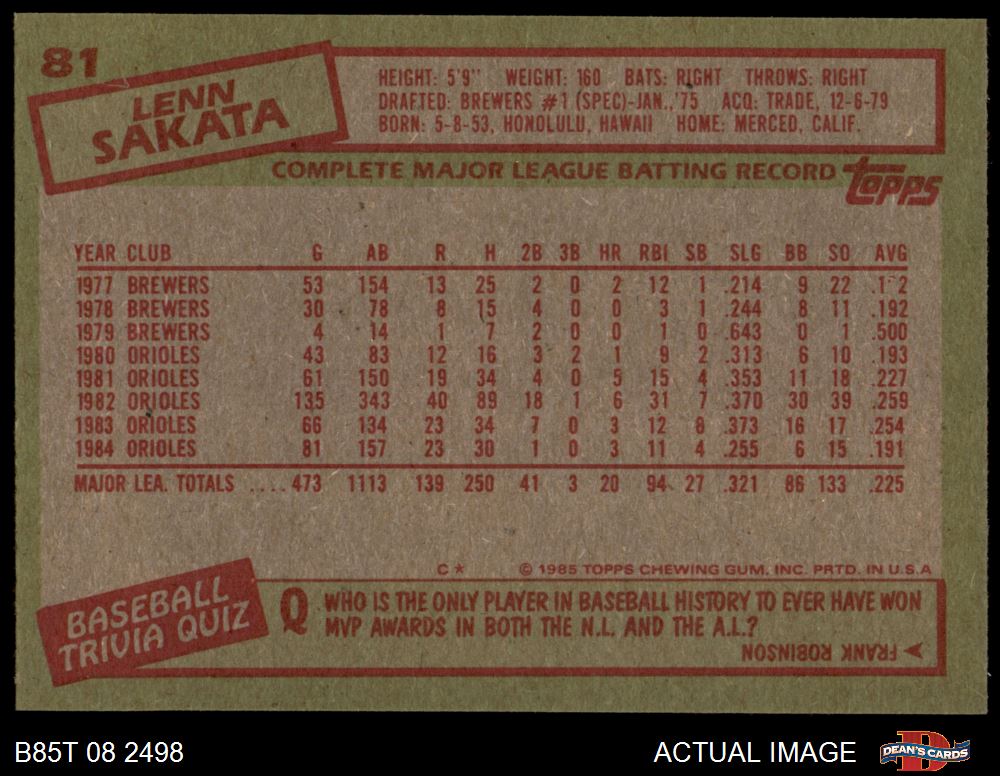 81
LENN
SAKATA
HEIGHT: 5'9" WEIGHT: 160 BATS: RIGHT THROWS: RIGHT
DRAFTED: BREWERS #1 (SPEC)-JAN.,'75 ACQ: TRADE, 12-6-79
BORN: 5-8-53, HONOLULU, HAWAII HOME: MERCED, CALIF.
COMPLETE MAJOR LEAGUE BATTING RECORD topps
YEAR CLUB G AB R H 2B 3B HR RBI SB SLG BB SO AVG
1977 BREWERS 53 154 13 25 2 0 2 12 1 .214 9 22
1978 BREWERS 30 78 8 15 4 0 0 3 1 .244 8 11 .192
1979 BREWERS 4 14 1 7 2 0 0 1 0 .643 0 1 .500
1980 ORIOLES 43 83 12 16 3 2 1 9 2 .313 6 10 .193
1981 ORIOLES 61 150 19 34 4 0 5 15 4 .353 11 18 .227
1982 ORIOLES 135 343 40 89 18 1 6 31 7 .370 30 39 .259
1983 ORIOLES 66 134 23 34 7 0 3 12 8 .373 16 17 .254
1984 ORIOLES 81 157 23 30 1 0 3 11 4 .255 6 15 .191
MAJOR LEA. TOTALS .... 473 1113 139 250 41 3 20 94 27 .321 86 133 .225
C* © 1985 TOPPS CHEWING GUM, INC. PRTD. IN U.S.A
BASEBALL
TRIVIA QUIZ
Q WHO IS THE ONLY PLAYER IN BASEBALL HISTORY TO EVER HAVE WON
MVP AWARDS IN BOTH THE N.L. AND THE A.L.?
FRANK ROBINSON
B85T 08 2498
ACTUAL IMAGE
DEAN'S CARDS